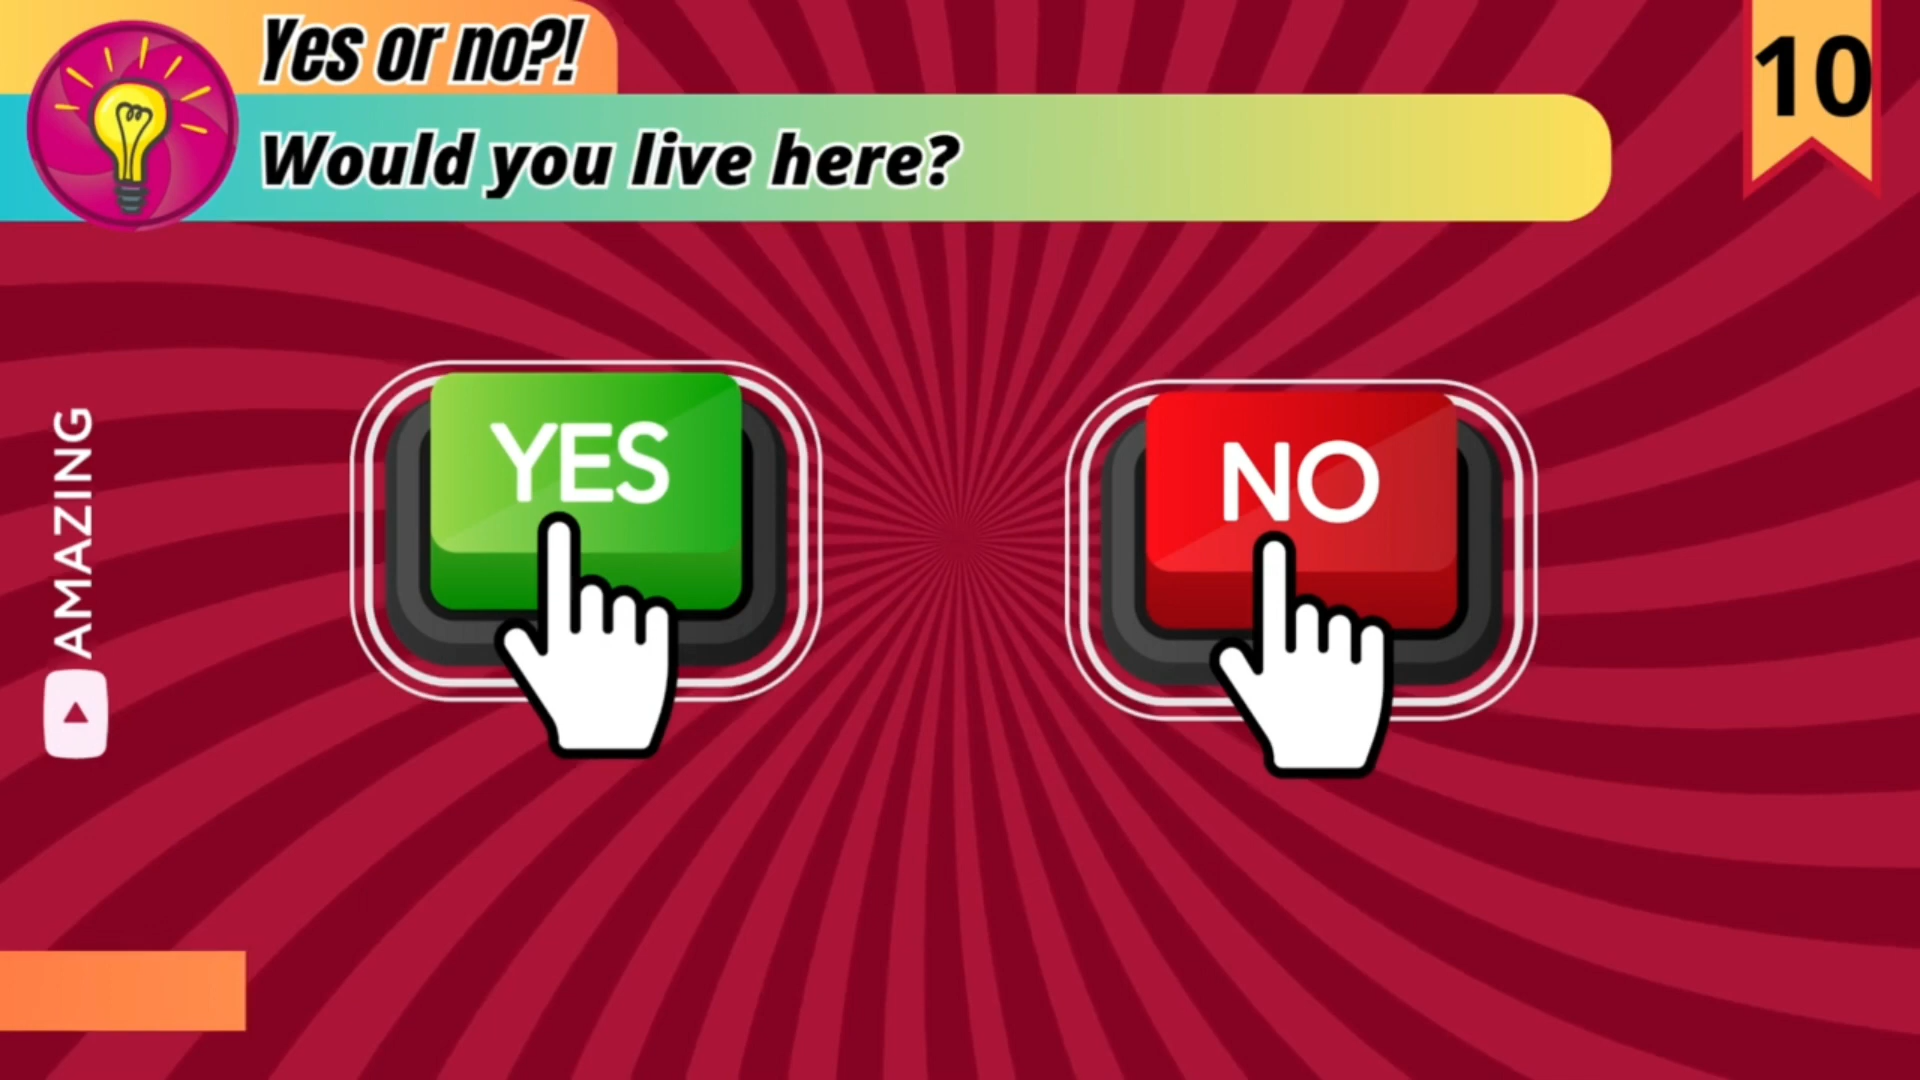 Yes or no?!
Would you live here?
10
YES
NO
AMAZING